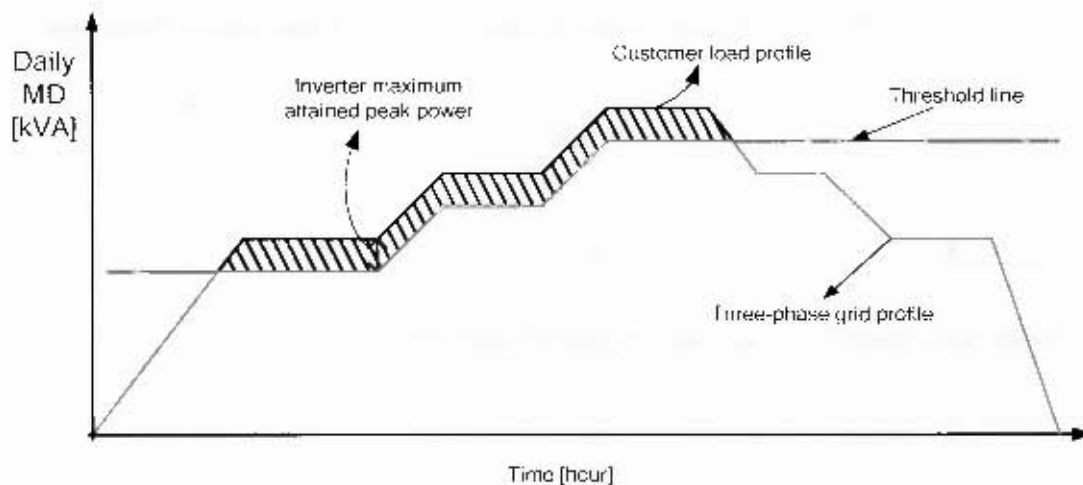 Daily
MD
[kVA]
Customer load profile
Inverter maximum
attained peak power
Threshold line
Three-phase grid profile
Time [hour]